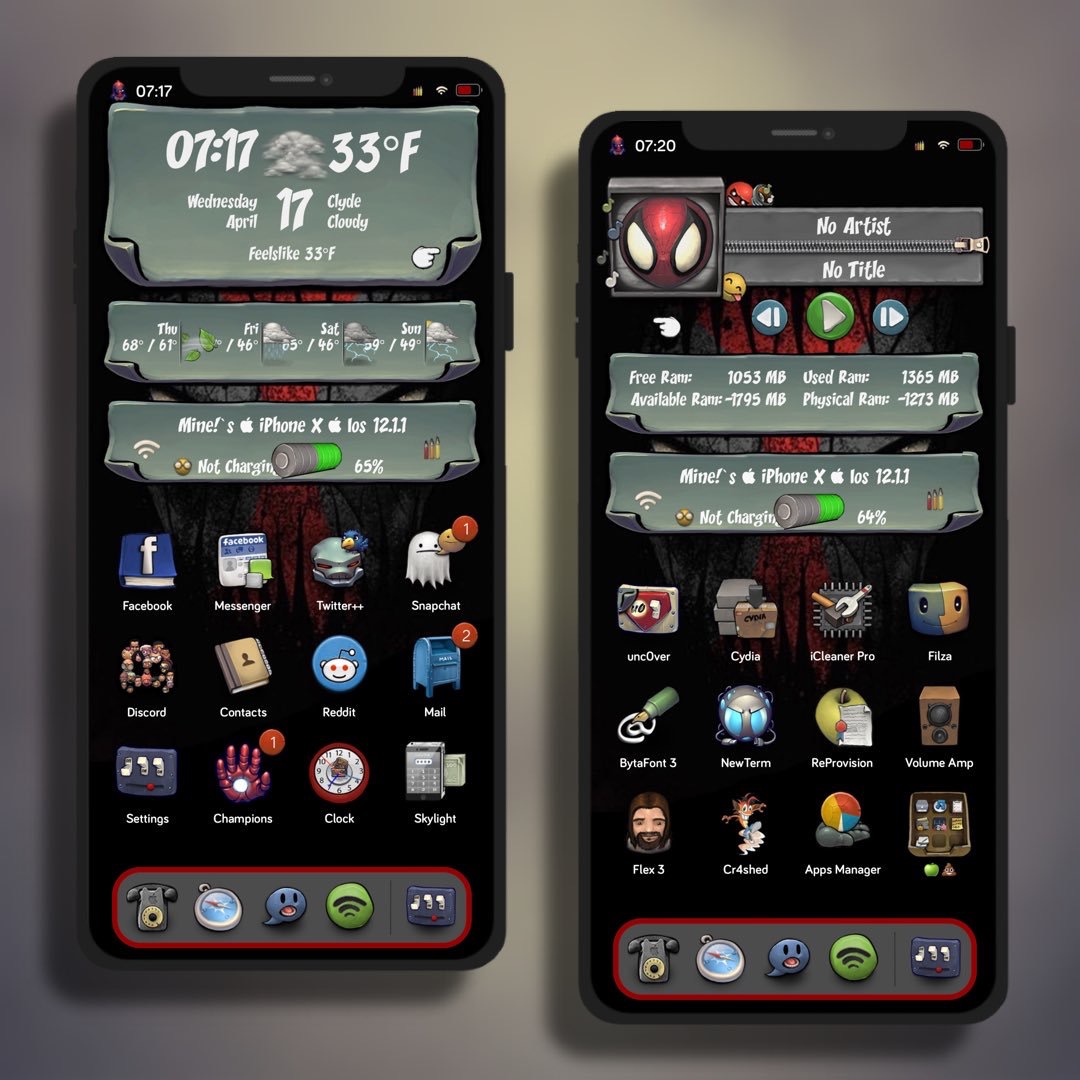 07:17
07:17 33°F
Wednesday 17 Clyde
April Cloudy
Feelslike 33°F
Thu Fri Sat Sun
68° / 61° / 46° / 46° 59° / 49°
Mine!`s iPhone X Ios 12.1.1
Not Chargin 65%
1
facebook
Facebook Messenger Twitter++ Snapchat
2
MAIL
Discord Contacts Reddit Mail
1
Settings Champions Clock Skylight
07:20
No Artist
No Title
Free Ram: 1053 MB Used Ram: 1365 MB
Available Ram: -1795 MB Physical Ram: -1273 MB
Mine!`s iPhone X Ios 12.1.1
Not Chargin 64%
CYDIA
unc0ver Cydia iCleaner Pro Filza
BytaFont 3 NewTerm ReProvision Volume Amp
Flex 3 Cr4shed Apps Manager